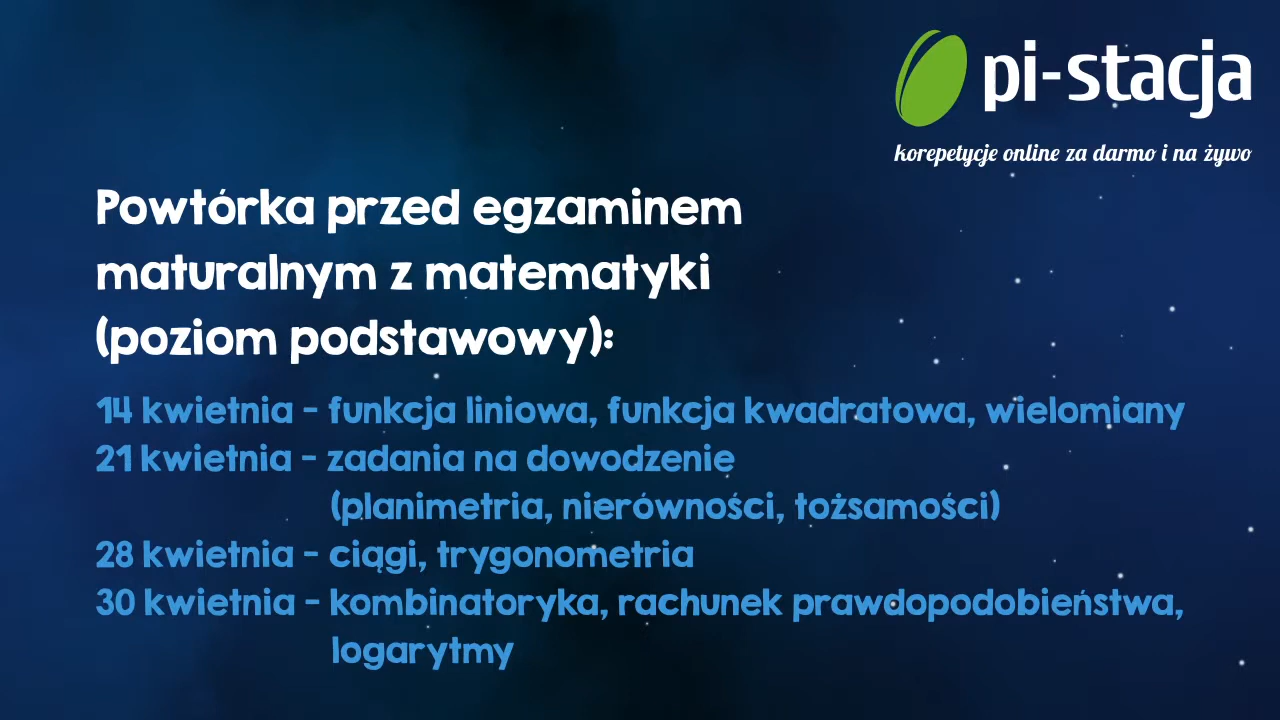 pi-stacja
korepetycje online za darmo i na żywo
Powtórka przed egzaminem
maturalnym z matematyki
(poziom podstawowy):
14 kwietnia - funkcja liniowa, funkcja kwadratowa, wielomiany
21 kwietnia - zadania na dowodzenie
(planimetria, nierówności, tożsamości)
28 kwietnia - ciągi, trygonometria
30 kwietnia - kombinatoryka, rachunek prawdopodobieństwa,
logarytmy